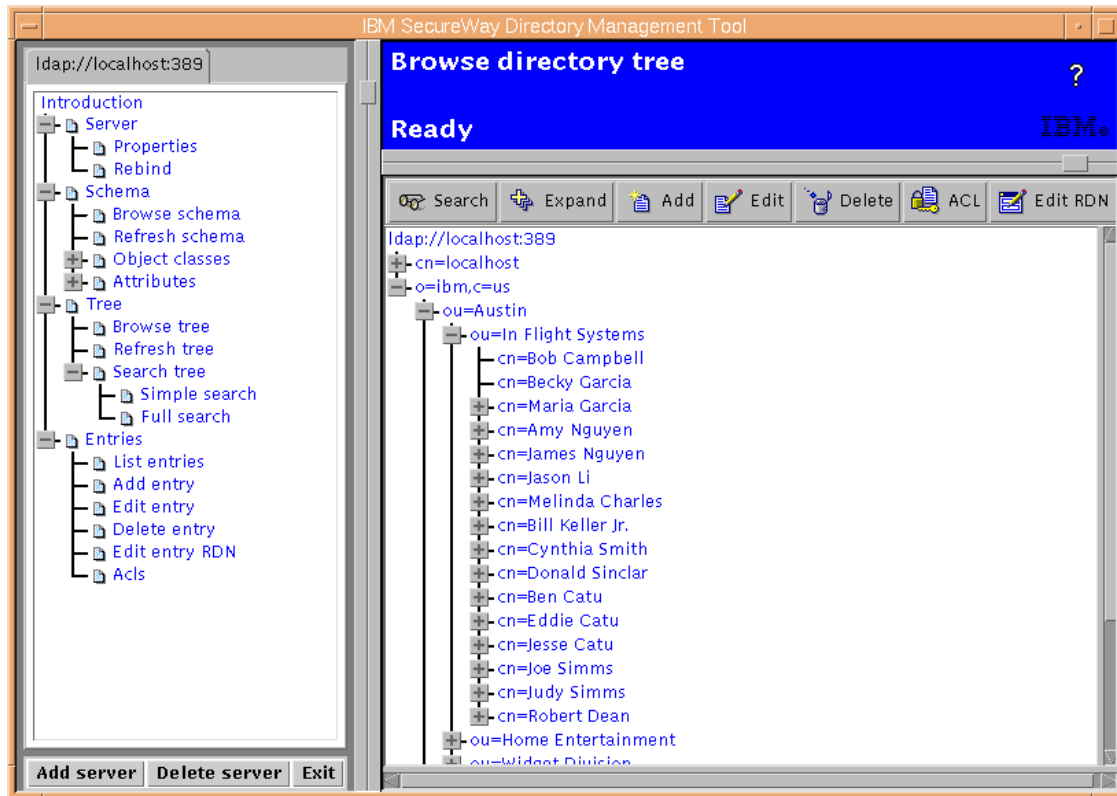 IBM SecureWay Directory Management Tool
ldap://localhost:389
Introduction
Server
Properties
Rebind
Schema
Browse schema
Refresh schema
Object classes
Attributes
Tree
Browse tree
Refresh tree
Search tree
Simple search
Full search
Entries
List entries
Add entry
Edit entry
Delete entry
Edit entry RDN
Acls
Add server Delete server Exit
Browse directory tree
?
Ready
IBM®
Search Expand Add Edit Delete ACL Edit RDN
ldap://localhost:389
cn=localhost
o=ibm,c=us
ou=Austin
ou=In Flight Systems
cn=Bob Campbell
cn=Becky Garcia
cn=Maria Garcia
cn=Amy Nguyen
cn=James Nguyen
cn=Jason Li
cn=Melinda Charles
cn=Bill Keller Jr.
cn=Cynthia Smith
cn=Donald Sinclar
cn=Ben Catu
cn=Eddie Catu
cn=Jesse Catu
cn=Joe Simms
cn=Judy Simms
cn=Robert Dean
ou=Home Entertainment
ou=Widget Division